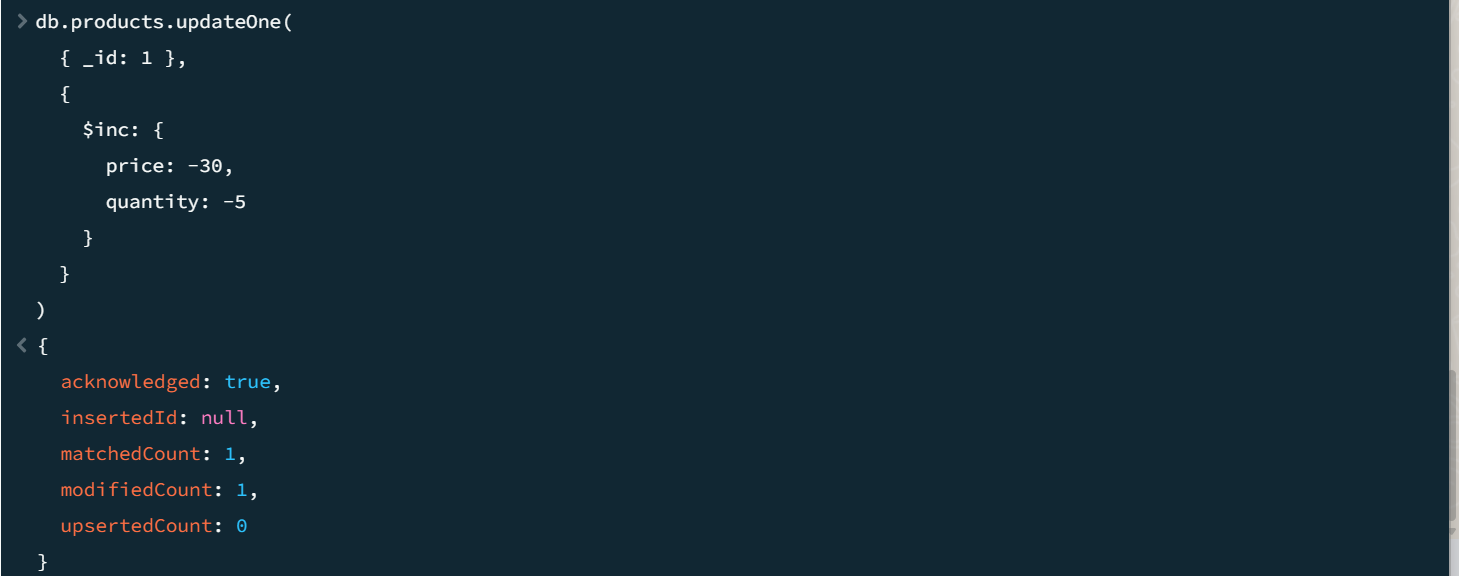 > db.products.updateOne(
{ _id: 1 },
{
$inc: {
price: -30,
quantity: -5
}
}
)
< {
acknowledged: true,
insertedId: null,
matchedCount: 1,
modifiedCount: 1,
upsertedCount: 0
}